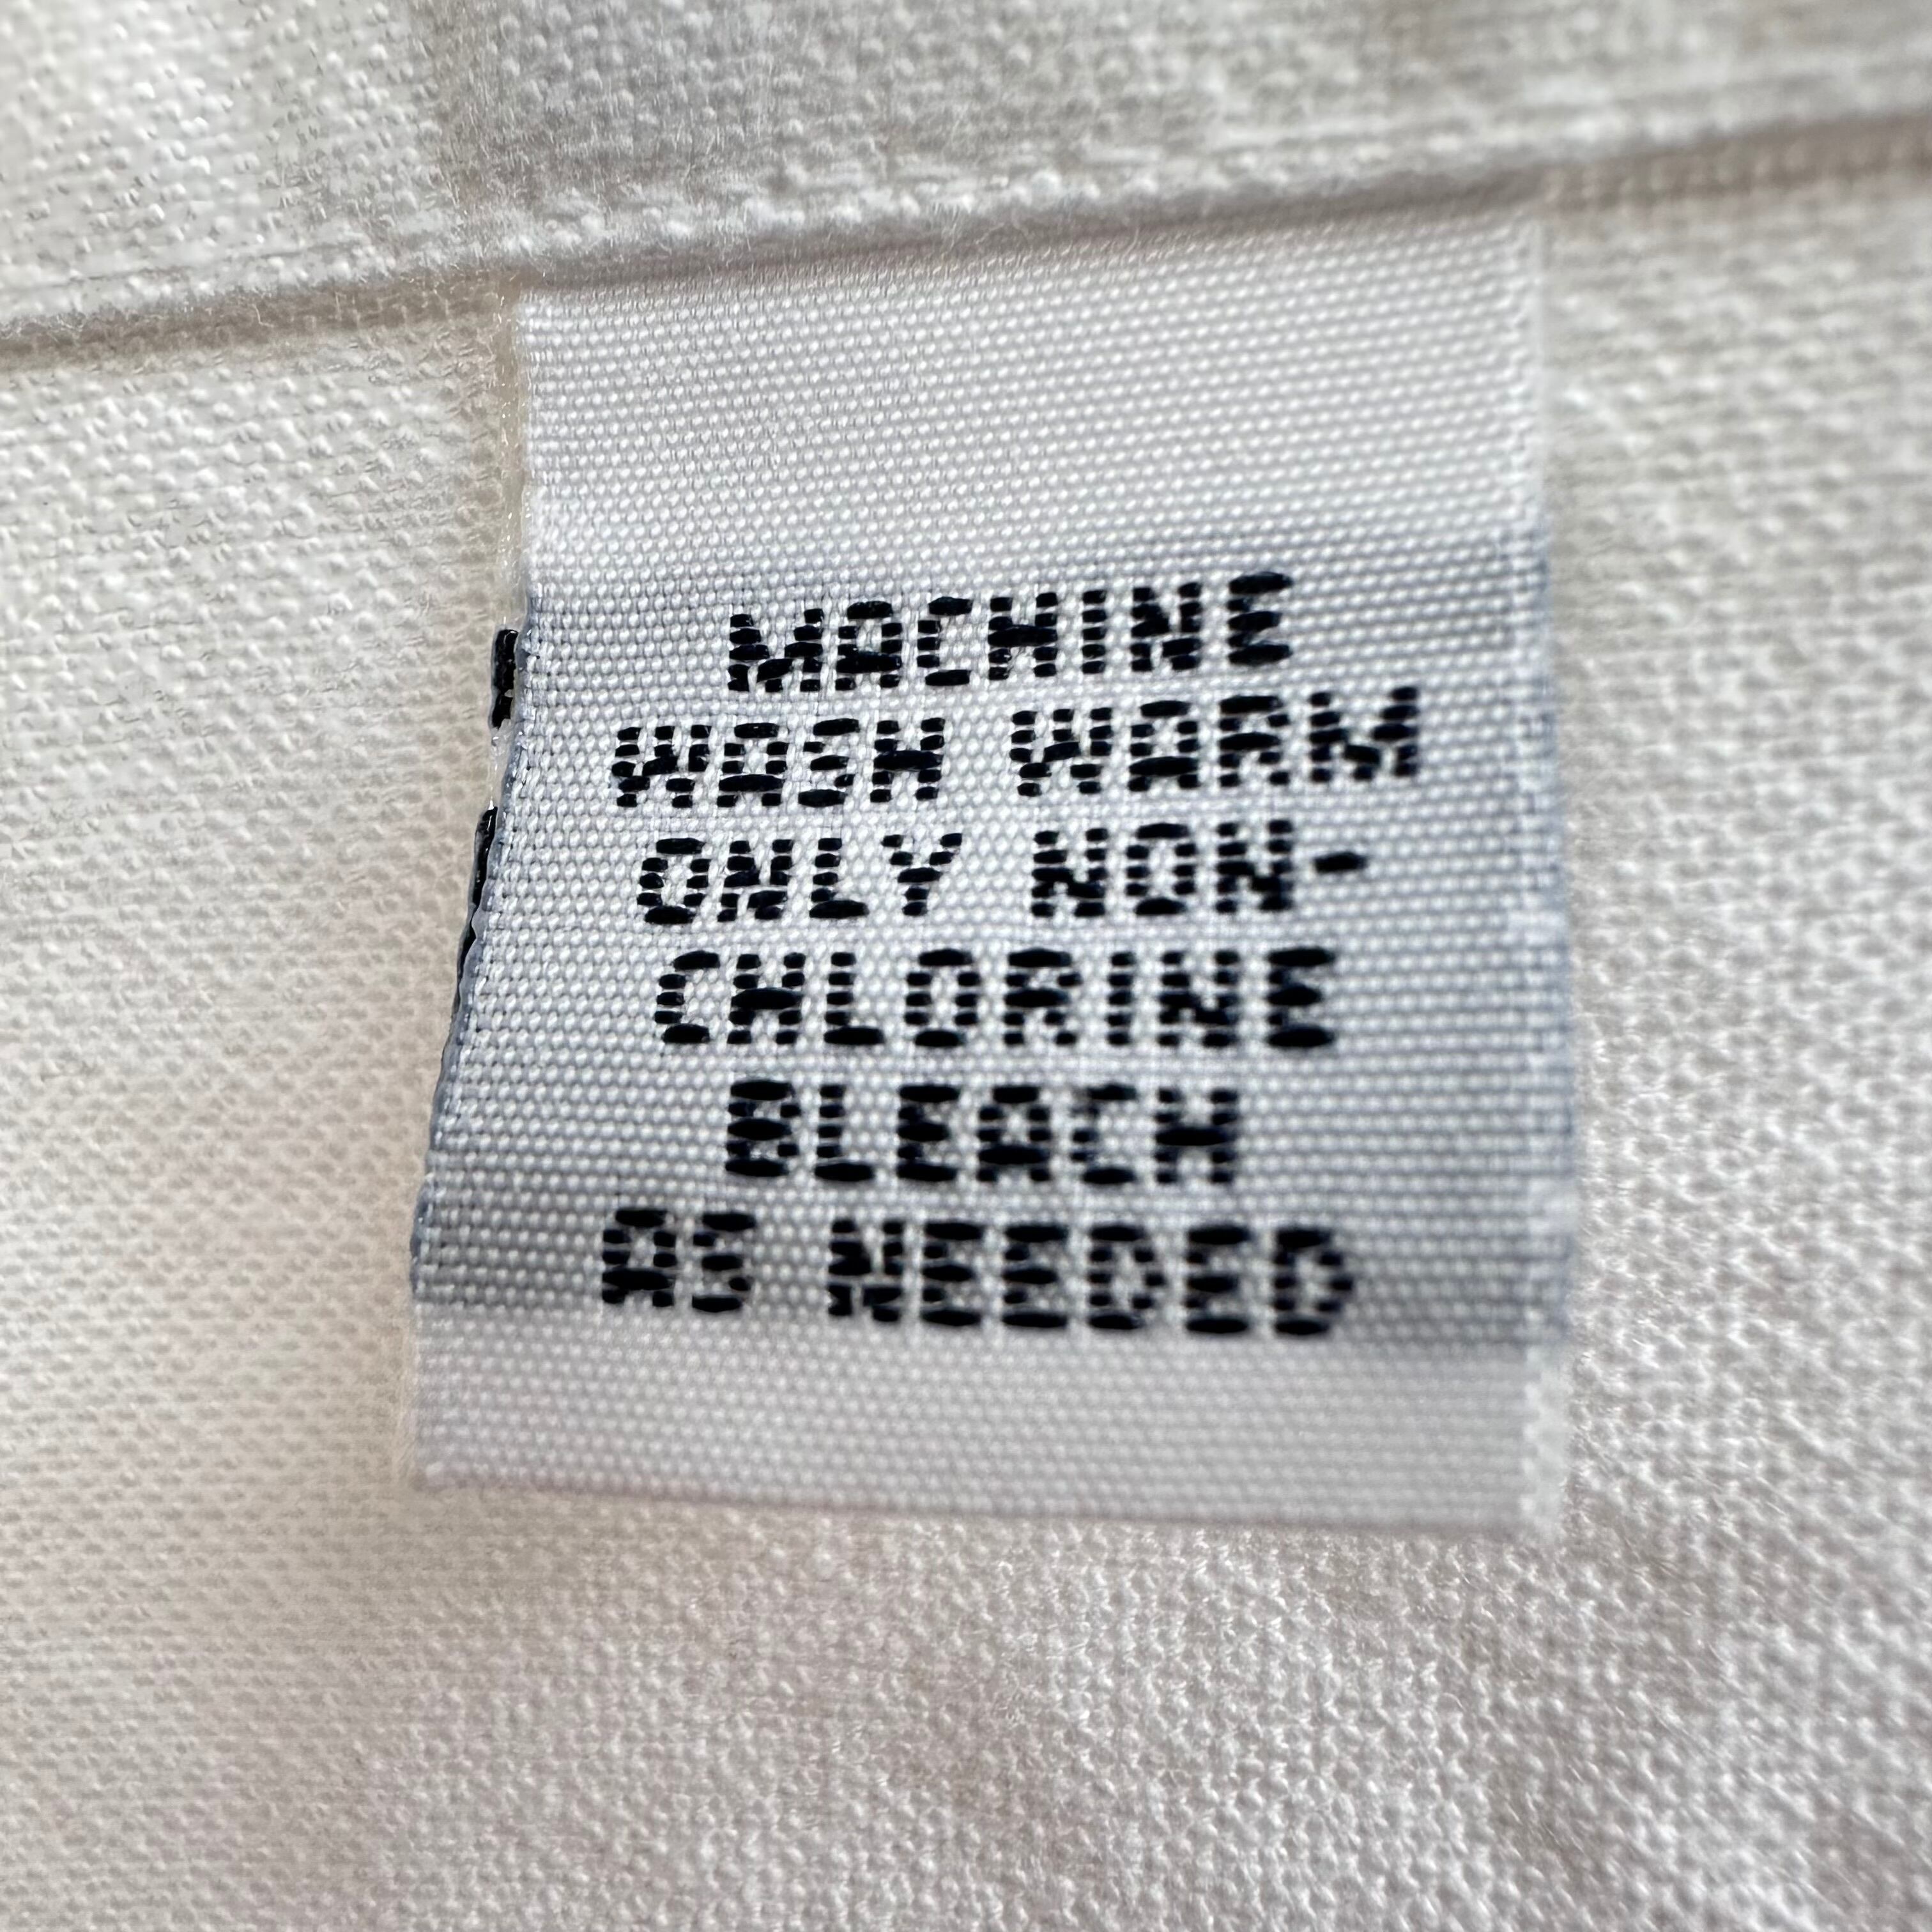 MACHINE
WASH WARM
ONLY NON-
CHLORINE
BLEACH
AS NEEDED